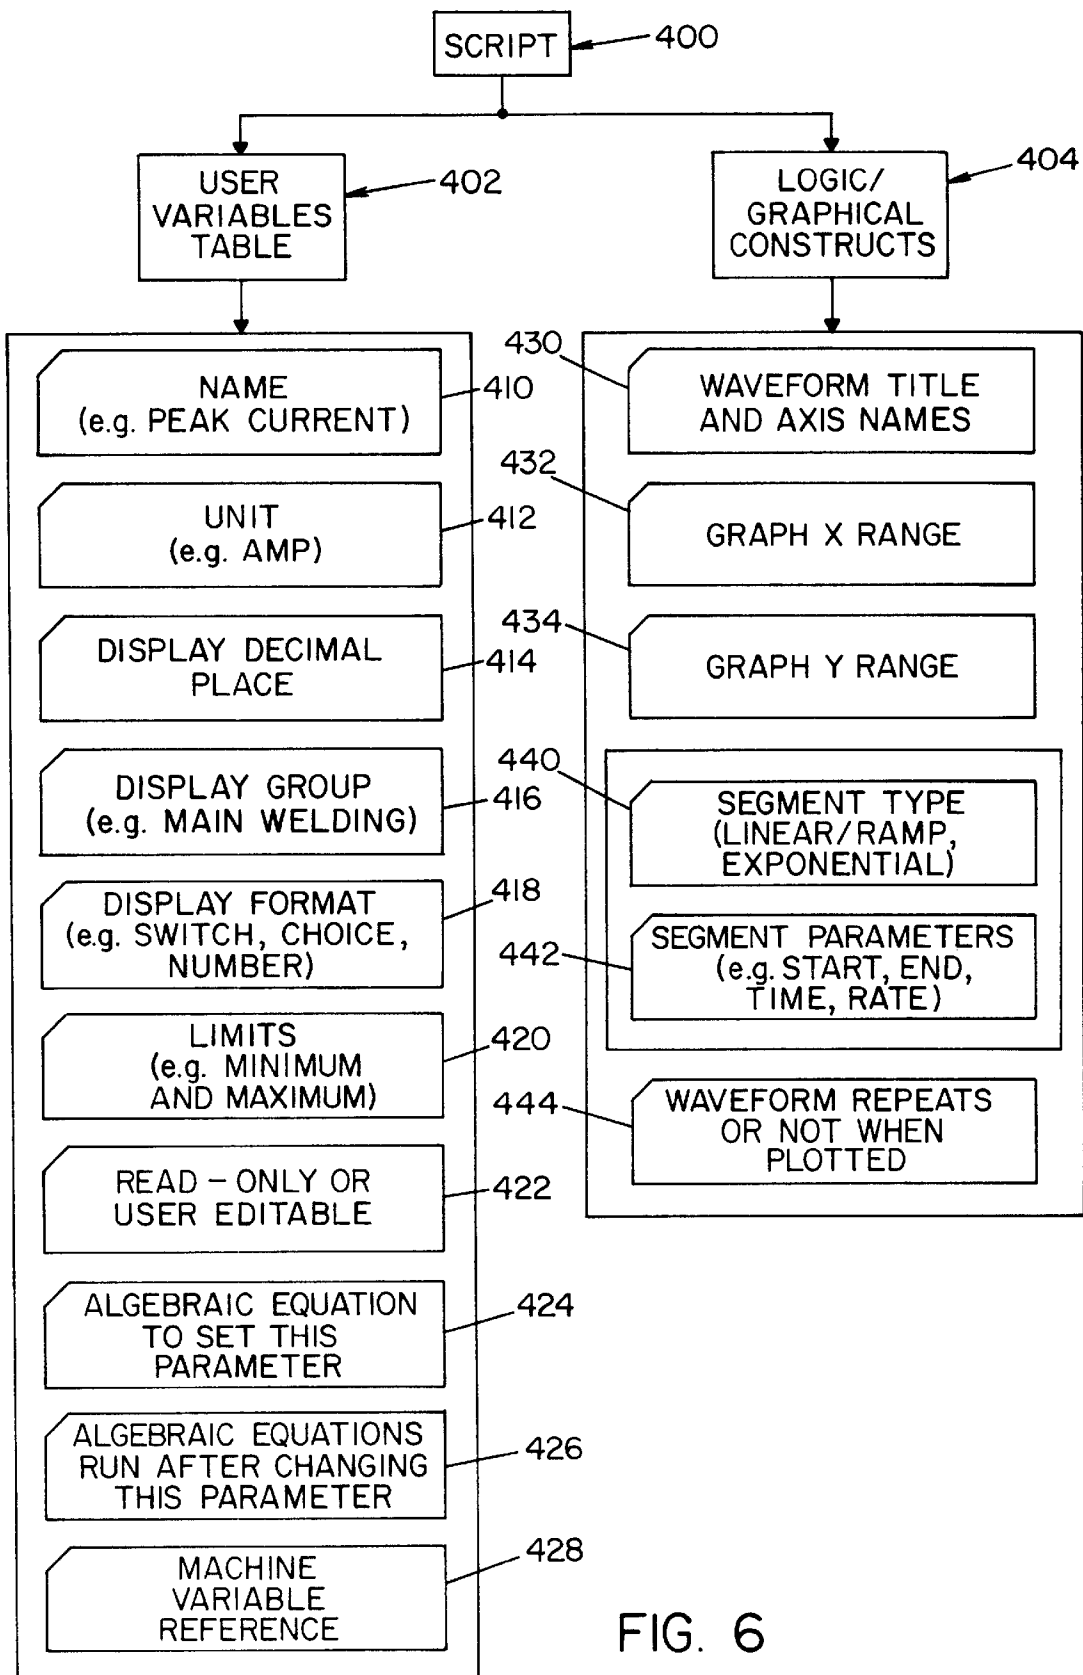 SCRIPT
400
USER
VARIABLES
TABLE
402
LOGIC/
GRAPHICAL
CONSTRUCTS
404
NAME
(e.g. PEAK CURRENT)
410
UNIT
(e.g. AMP)
412
DISPLAY DECIMAL
PLACE
414
DISPLAY GROUP
(e.g. MAIN WELDING)
416
DISPLAY FORMAT
(e.g. SWITCH, CHOICE,
NUMBER)
418
LIMITS
(e.g. MINIMUM
AND MAXIMUM)
420
READ-ONLY OR
USER EDITABLE
422
ALGEBRAIC EQUATION
TO SET THIS
PARAMETER
424
ALGEBRAIC EQUATIONS
RUN AFTER CHANGING
THIS PARAMETER
426
MACHINE
VARIABLE
REFERENCE
428
430
WAVEFORM TITLE
AND AXIS NAMES
432
GRAPH X RANGE
434
GRAPH Y RANGE
440
SEGMENT TYPE
(LINEAR/RAMP,
EXPONENTIAL)
442
SEGMENT PARAMETERS
(e.g. START, END,
TIME, RATE)
444
WAVEFORM REPEATS
OR NOT WHEN
PLOTTED
FIG. 6